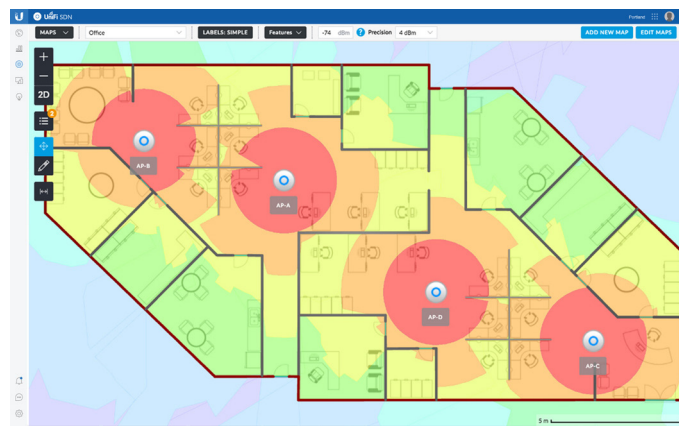 UniFi SDN
Portland
MAPS
Office
LABELS: SIMPLE
Features
-74 dBm
Precision
4 dBm
ADD NEW MAP
EDIT MAPS
2D
2
AP-B
AP-A
AP-D
AP-C
5 m